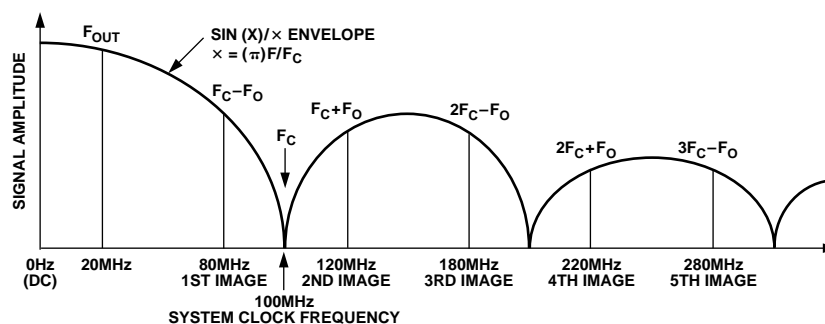 SIGNAL AMPLITUDE
F_OUT
SIN (X)/× ENVELOPE
× = (π)F/F_C
F_C–F_O
F_C
F_C+F_O
2F_C–F_O
2F_C+F_O
3F_C–F_O
0Hz
(DC)
20MHz
80MHz
1ST IMAGE
100MHz
SYSTEM CLOCK FREQUENCY
120MHz
2ND IMAGE
180MHz
3RD IMAGE
220MHz
4TH IMAGE
280MHz
5TH IMAGE